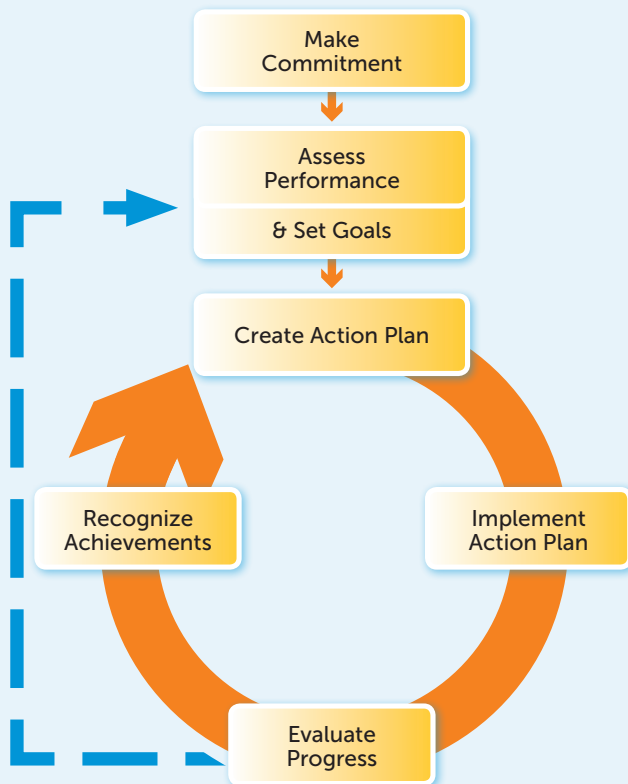 Make
Commitment
Assess
Performance
& Set Goals
Create Action Plan
Recognize
Achievements
Implement
Action Plan
Evaluate
Progress